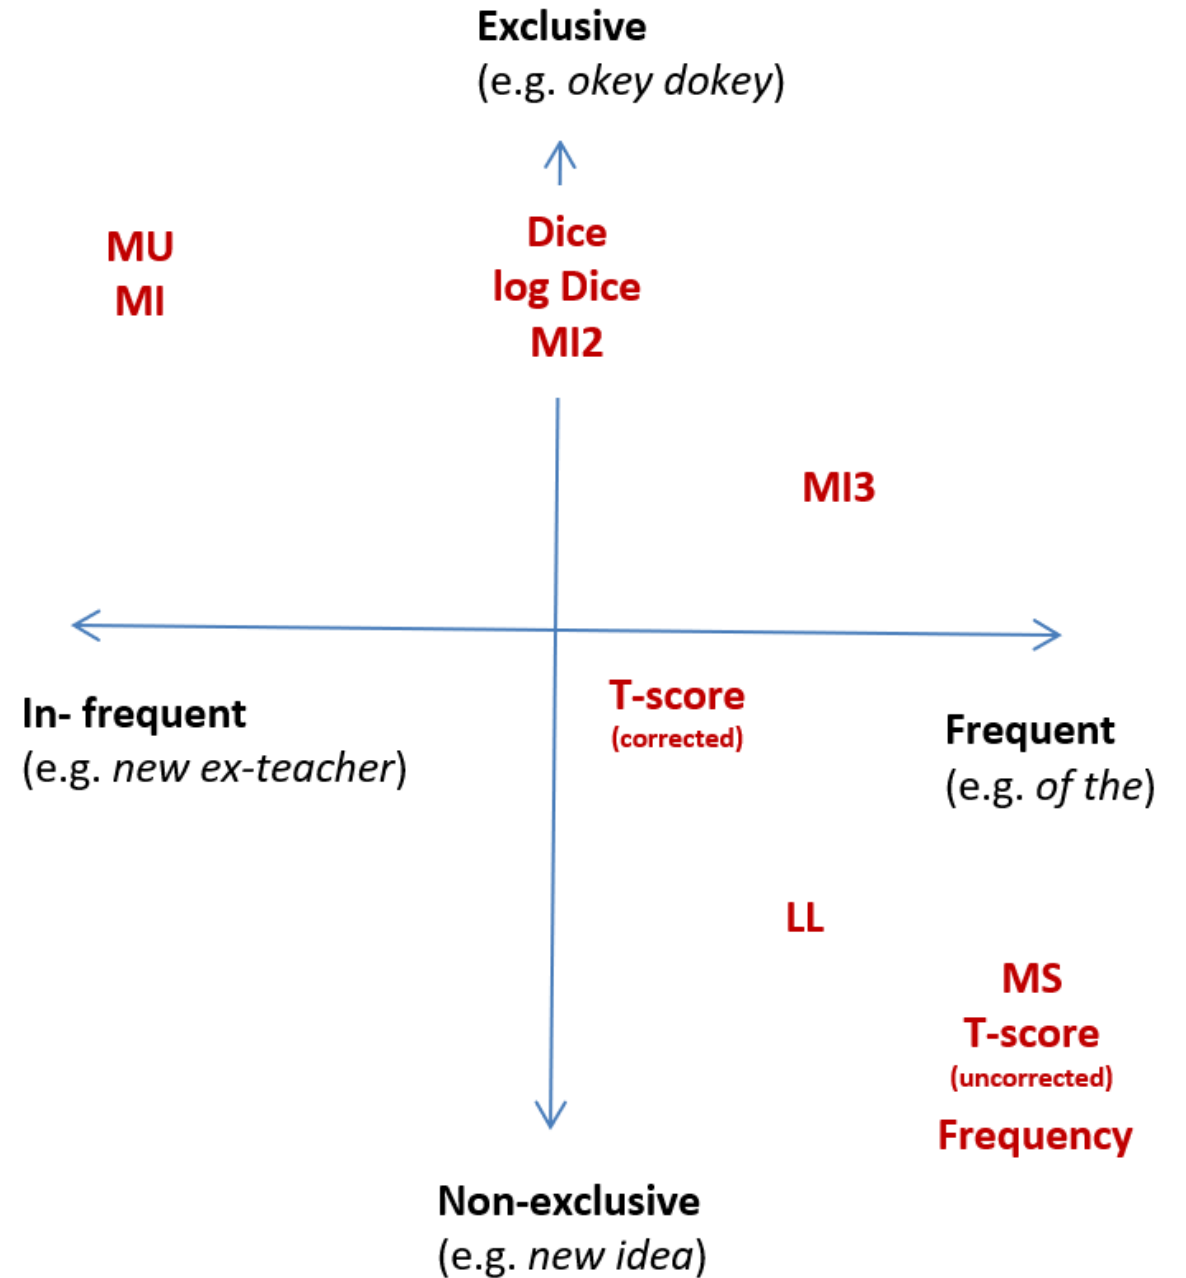 Exclusive
(e.g. okey dokey)
MU
MI
Dice
log Dice
MI2
MI3
In- frequent
(e.g. new ex-teacher)
T-score
(corrected)
Frequent
(e.g. of the)
LL
MS
T-score
(uncorrected)
Frequency
Non-exclusive
(e.g. new idea)